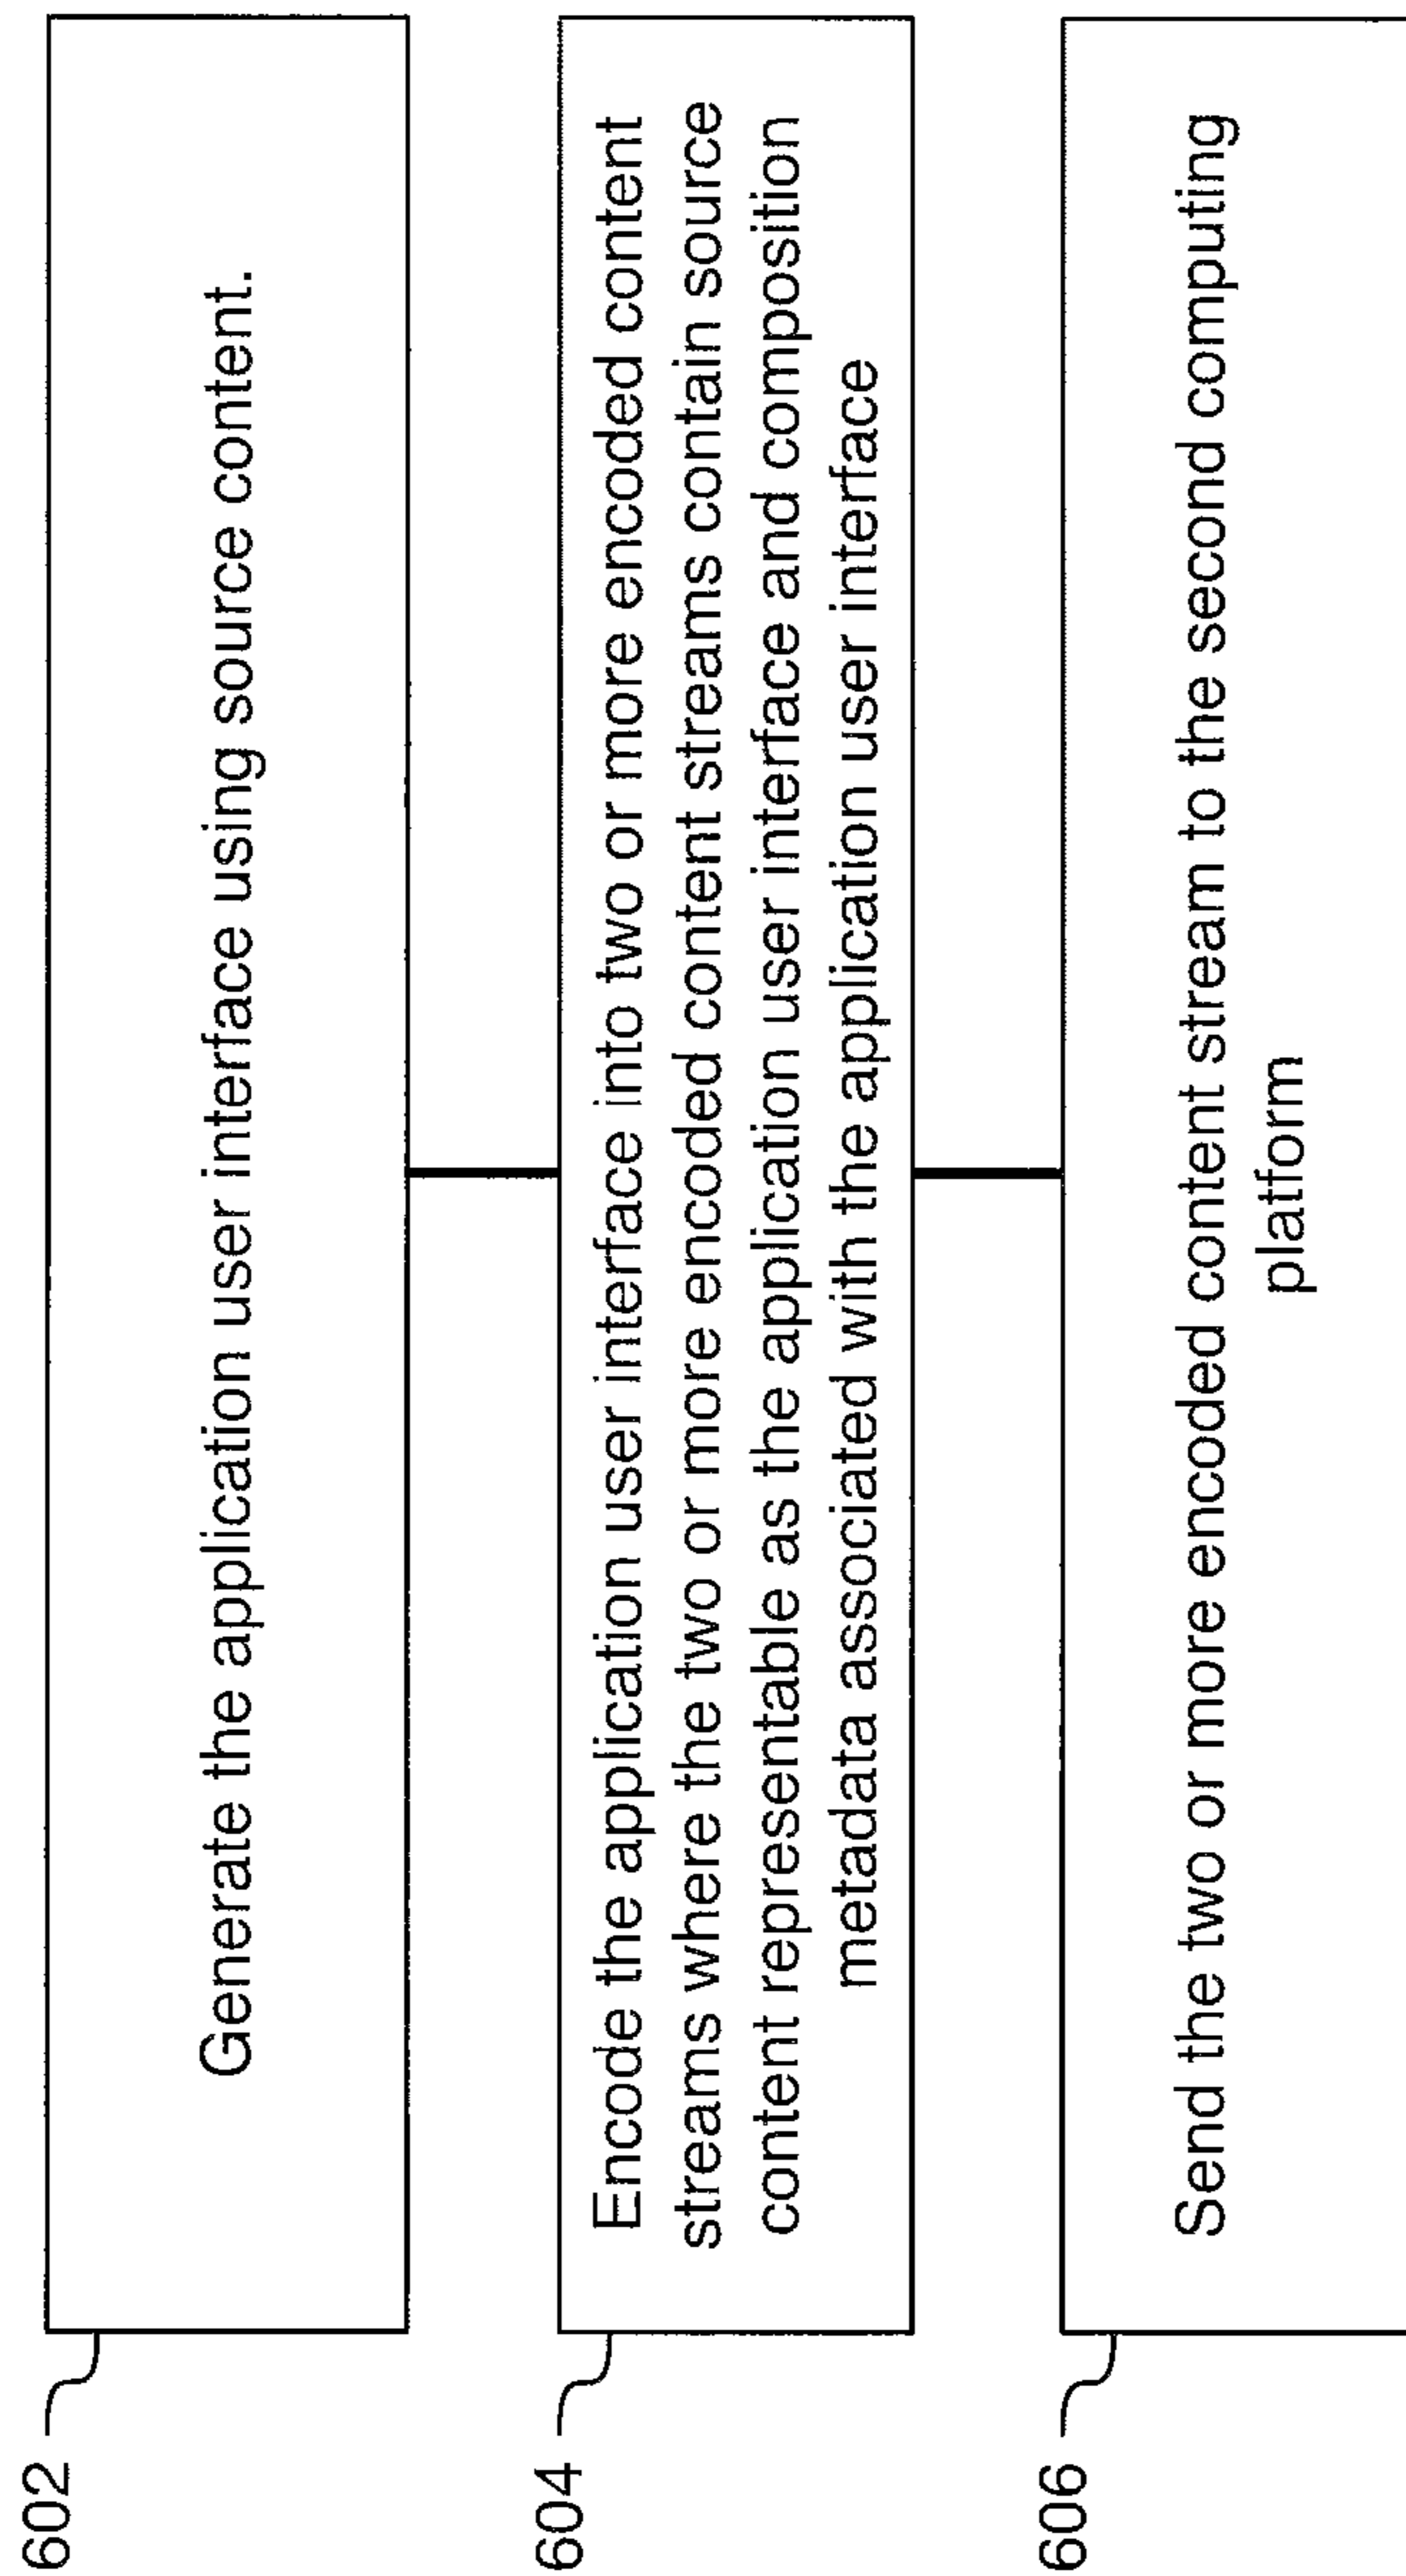 602
Generate the application user interface using source content.
604
Encode the application user interface into two or more encoded content
streams where the two or more encoded content streams contain source
content representable as the application user interface and composition
metadata associated with the application user interface
606
Send the two or more encoded content stream to the second computing
platform